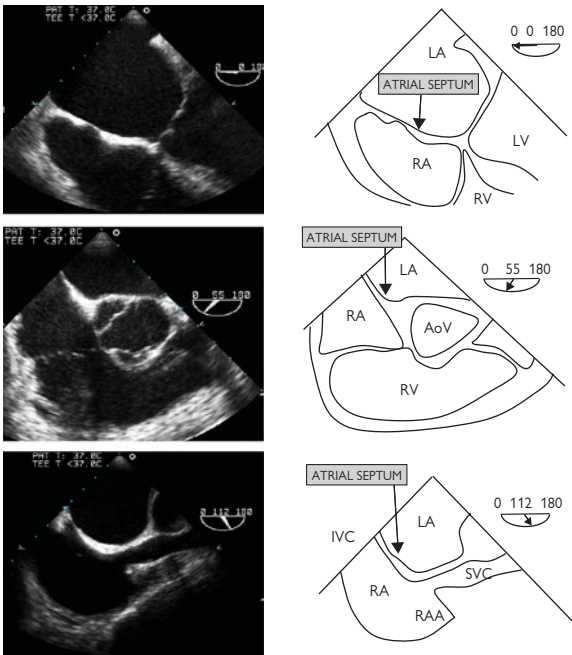 PAT T: 37.0C
TEE T <37.0C
0 0 180
LA
ATRIAL SEPTUM
RA
LV
RV
0 0 180
PAT T: 37.0C
TEE T <37.0C
0 55 180
ATRIAL SEPTUM
LA
RA
AoV
RV
0 55 180
PAT T: 37.0C
TEE T <37.0C
0 112 180
ATRIAL SEPTUM
LA
IVC
SVC
RA
RAA
0 112 180